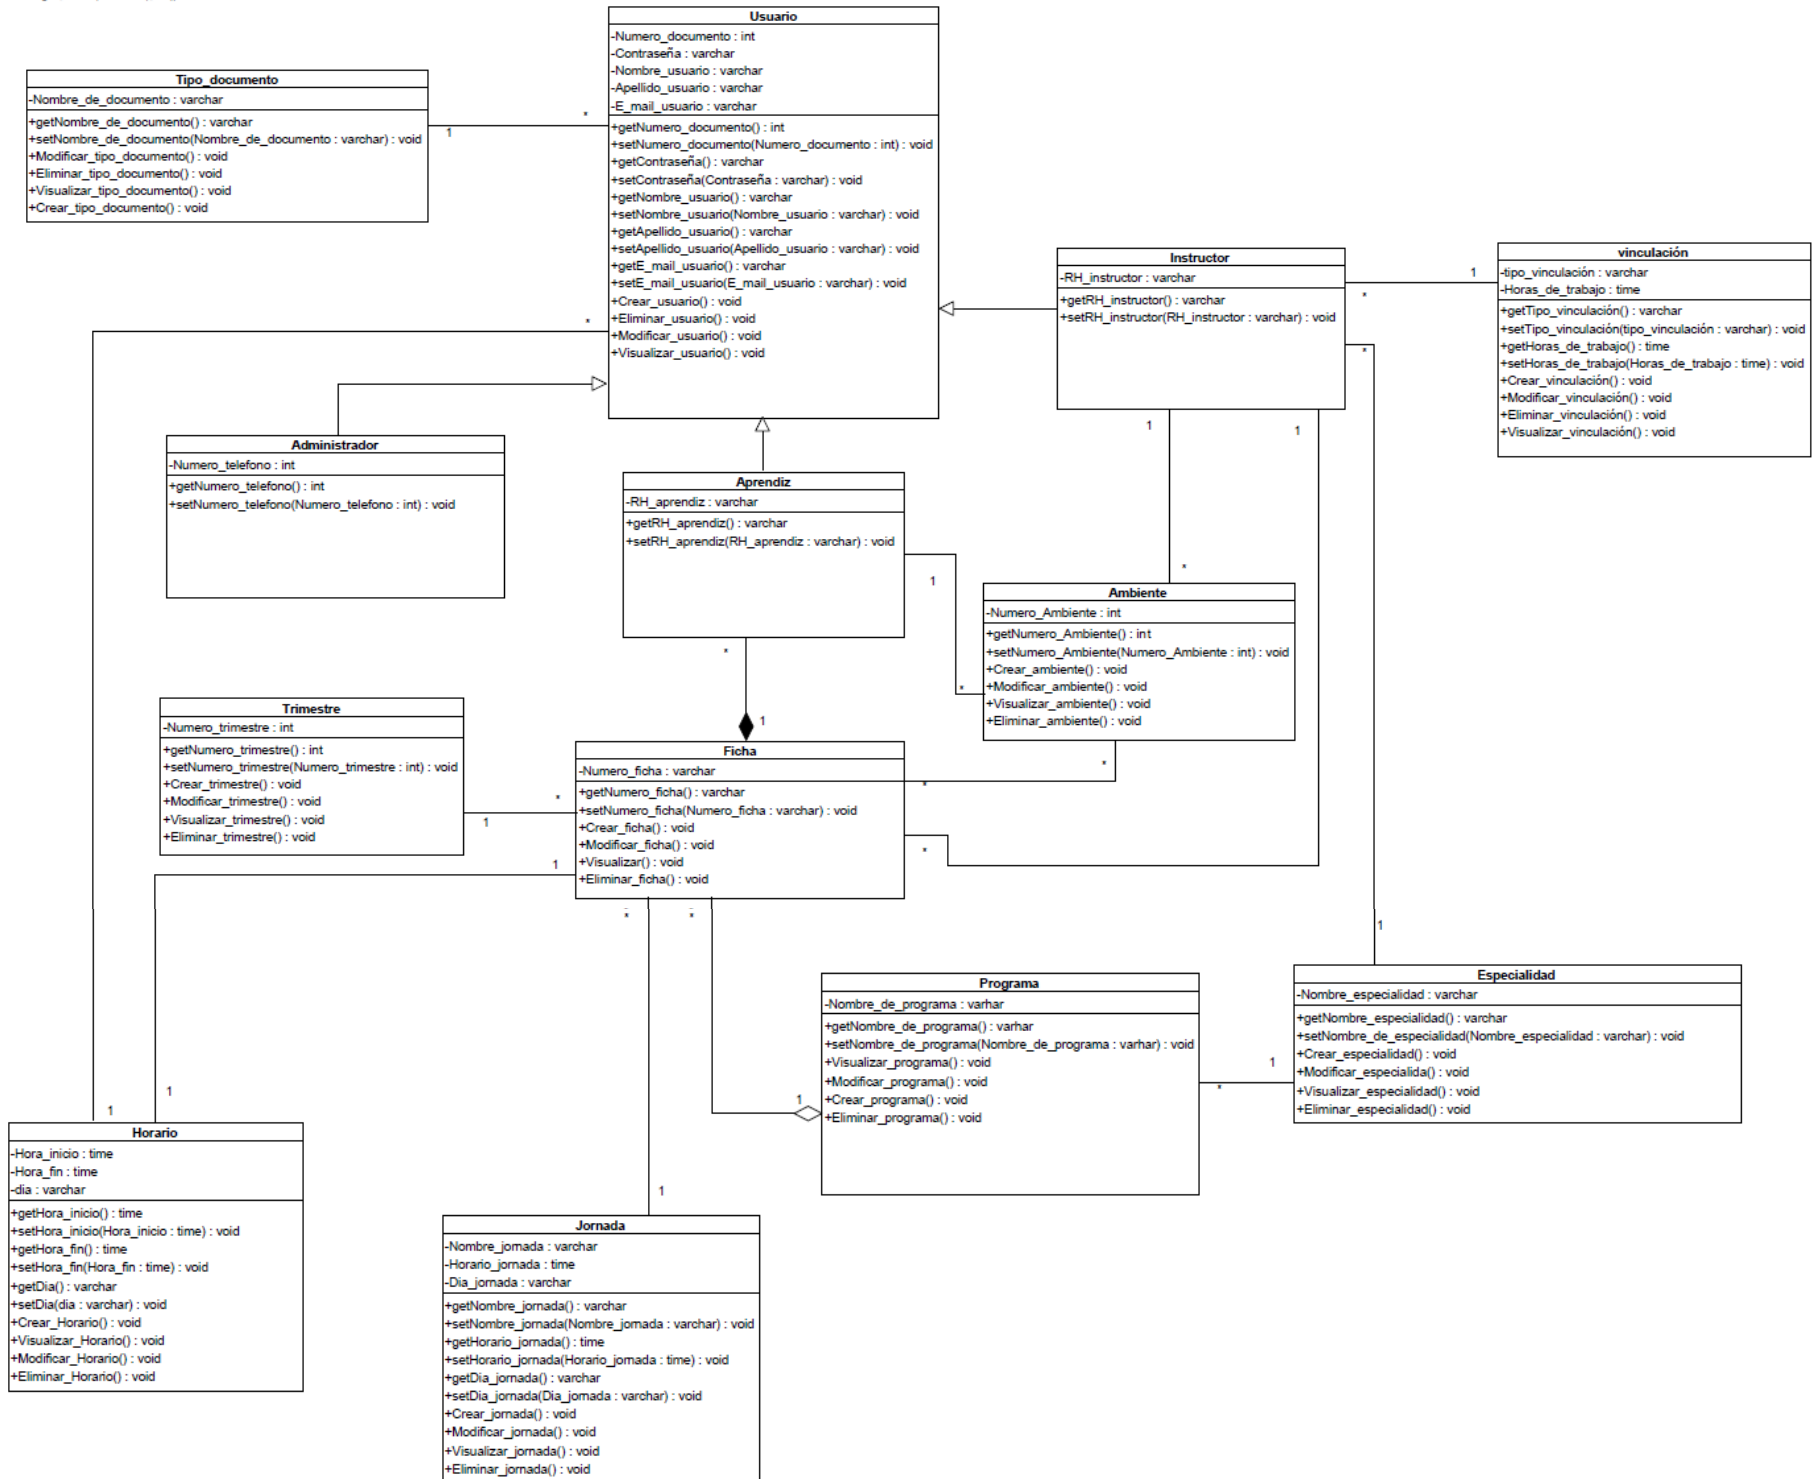 Usuario
-Numero_documento : int
-Contraseña : varchar
-Nombre_usuario : varchar
-Apellido_usuario : varchar
-E_mail_usuario : varchar
+getNumero_documento() : int
+setNumero_documento(Numero_documento : int) : void
+getContraseña() : varchar
+setContraseña(Contraseña : varchar) : void
+getNombre_usuario() : varchar
+setNombre_usuario(Nombre_usuario : varchar) : void
+getApellido_usuario() : varchar
+setApellido_usuario(Apellido_usuario : varchar) : void
+getE_mail_usuario() : varchar
+setE_mail_usuario(E_mail_usuario : varchar) : void
+Crear_usuario() : void
+Eliminar_usuario() : void
+Modificar_usuario() : void
+Visualizar_usuario() : void
Tipo_documento
-Nombre_de_documento : varchar
+getNombre_de_documento() : varchar
+setNombre_de_documento(Nombre_de_documento : varchar) : void
+Modificar_tipo_documento() : void
+Eliminar_tipo_documento() : void
+Visualizar_tipo_documento() : void
+Crear_tipo_documento() : void
1
*
Instructor
-RH_instructor : varchar
+getRH_instructor() : varchar
+setRH_instructor(RH_instructor : varchar) : void
1
*
*
1
1
vinculación
-tipo_vinculación : varchar
-Horas_de_trabajo : time
+getTipo_vinculación() : varchar
+setTipo_vinculación(tipo_vinculación : varchar) : void
+getHoras_de_trabajo() : time
+setHoras_de_trabajo(Horas_de_trabajo : time) : void
+Crear_vinculación() : void
+Modificar_vinculación() : void
+Eliminar_vinculación() : void
+Visualizar_vinculación() : void
*
Administrador
-Numero_telefono : int
+getNumero_telefono() : int
+setNumero_telefono(Numero_telefono : int) : void
Aprendiz
-RH_aprendiz : varchar
+getRH_aprendiz() : varchar
+setRH_aprendiz(RH_aprendiz : varchar) : void
1
*
*
1
Ambiente
-Numero_Ambiente : int
+getNumero_Ambiente() : int
+setNumero_Ambiente(Numero_Ambiente : int) : void
+Crear_ambiente() : void
+Modificar_ambiente() : void
+Visualizar_ambiente() : void
+Eliminar_ambiente() : void
*
*
Trimestre
-Numero_trimestre : int
+getNumero_trimestre() : int
+setNumero_trimestre(Numero_trimestre : int) : void
+Crear_trimestre() : void
+Modificar_trimestre() : void
+Visualizar_trimestre() : void
+Eliminar_trimestre() : void
1
*
Ficha
-Numero_ficha : varchar
+getNumero_ficha() : varchar
+setNumero_ficha(Numero_ficha : varchar) : void
+Crear_ficha() : void
+Modificar_ficha() : void
+Visualizar() : void
+Eliminar_ficha() : void
*
*
1
*
*
Programa
-Nombre_de_programa : varhar
+getNombre_de_programa() : varhar
+setNombre_de_programa(Nombre_de_programa : varhar) : void
+Visualizar_programa() : void
+Modificar_programa() : void
+Crear_programa() : void
+Eliminar_programa() : void
1
*
1
1
Especialidad
-Nombre_especialidad : varchar
+getNombre_especialidad() : varchar
+setNombre_de_especialidad(Nombre_especialidad : varchar) : void
+Crear_especialidad() : void
+Modificar_especialida() : void
+Visualizar_especialidad() : void
+Eliminar_especialidad() : void
1
1
Horario
-Hora_inicio : time
-Hora_fin : time
-dia : varchar
+getHora_inicio() : time
+setHora_inicio(Hora_inicio : time) : void
+getHora_fin() : time
+setHora_fin(Hora_fin : time) : void
+getDia() : varchar
+setDia(dia : varchar) : void
+Crear_Horario() : void
+Visualizar_Horario() : void
+Modificar_Horario() : void
+Eliminar_Horario() : void
1
Jornada
-Nombre_jornada : varchar
-Horario_jornada : time
-Dia_jornada : varchar
+getNombre_jornada() : varchar
+setNombre_jornada(Nombre_jornada : varchar) : void
+getHorario_jornada() : time
+setHorario_jornada(Horario_jornada : time) : void
+getDia_jornada() : varchar
+setDia_jornada(Dia_jornada : varchar) : void
+Crear_jornada() : void
+Modificar_jornada() : void
+Visualizar_jornada() : void
+Eliminar_jornada() : void